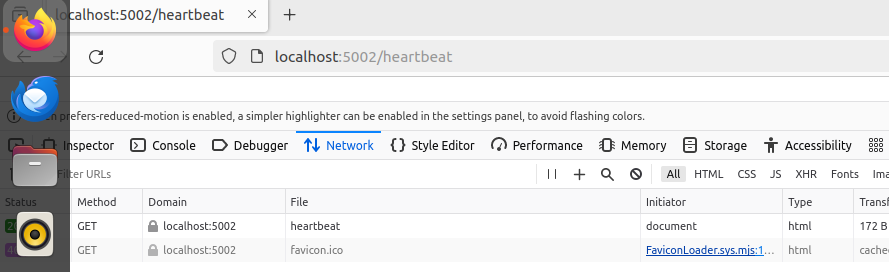 localhost:5002/heartbeat
localhost:5002/heartbeat
prefers-reduced-motion is enabled, a simpler highlighter can be enabled in the settings panel, to avoid flashing colors.
Inspector Console Debugger Network Style Editor Performance Memory Storage Accessibility
Filter URLs All HTML CSS JS XHR Fonts
Status Method Domain File Initiator Type Transf
GET localhost:5002 heartbeat document html 172 B
GET localhost:5002 favicon.ico FaviconLoader.sys.mjs:1… html cache